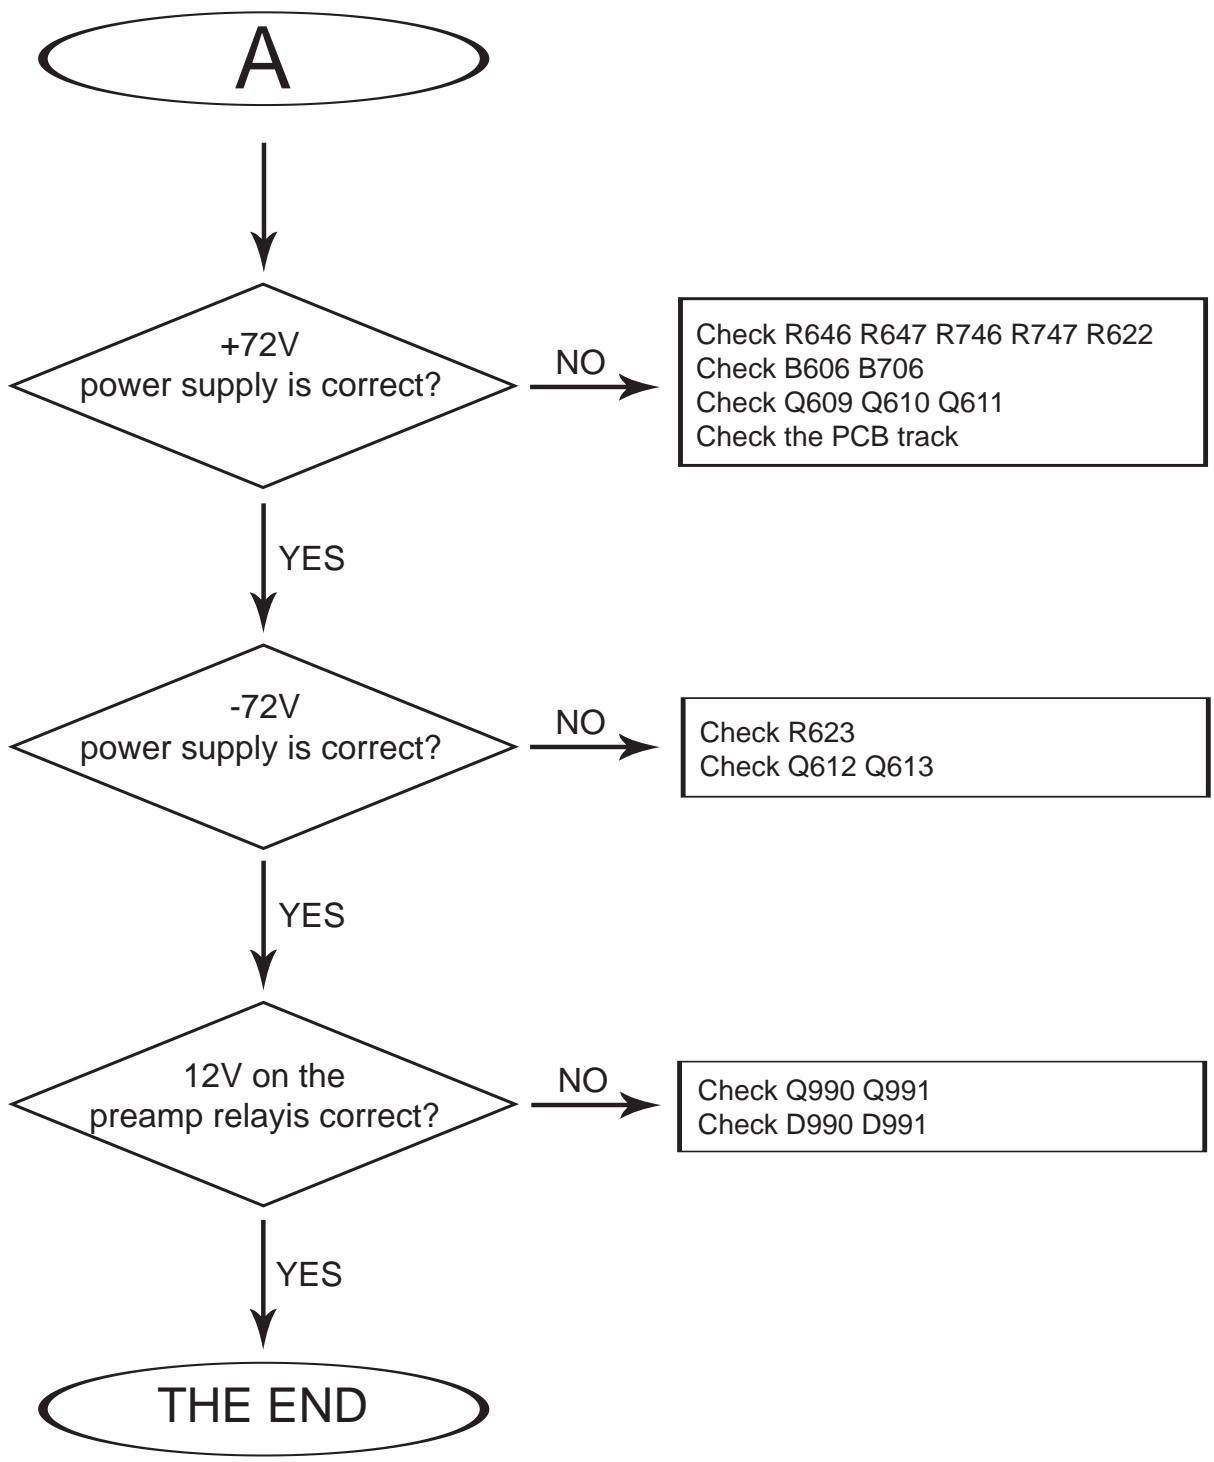 A
+72V
power supply is correct?
NO
Check R646 R647 R746 R747 R622
Check B606 B706
Check Q609 Q610 Q611
Check the PCB track
YES
-72V
power supply is correct?
NO
Check R623
Check Q612 Q613
YES
12V on the
preamp relayis correct?
NO
Check Q990 Q991
Check D990 D991
YES
THE END